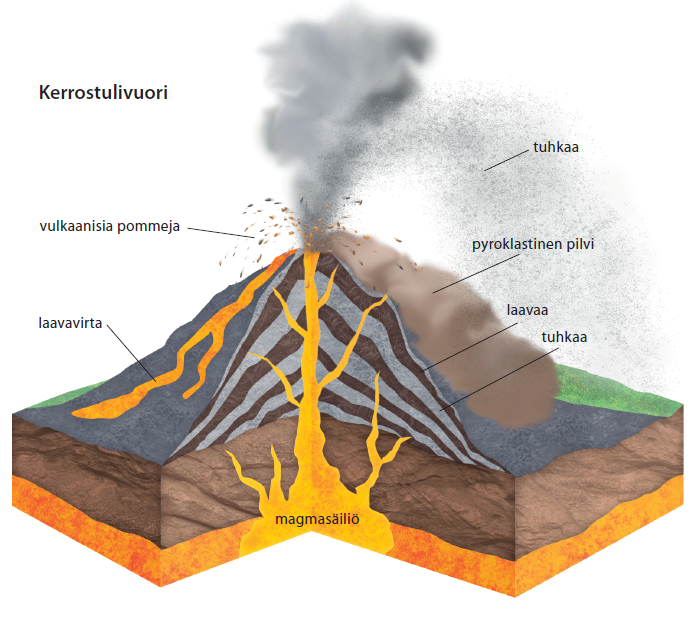 Kerrostulivuori
tuhkaa
vulkaanisia pommeja
pyroklastinen pilvi
laavaa
laavavirta
tuhkaa
magmasäiliö